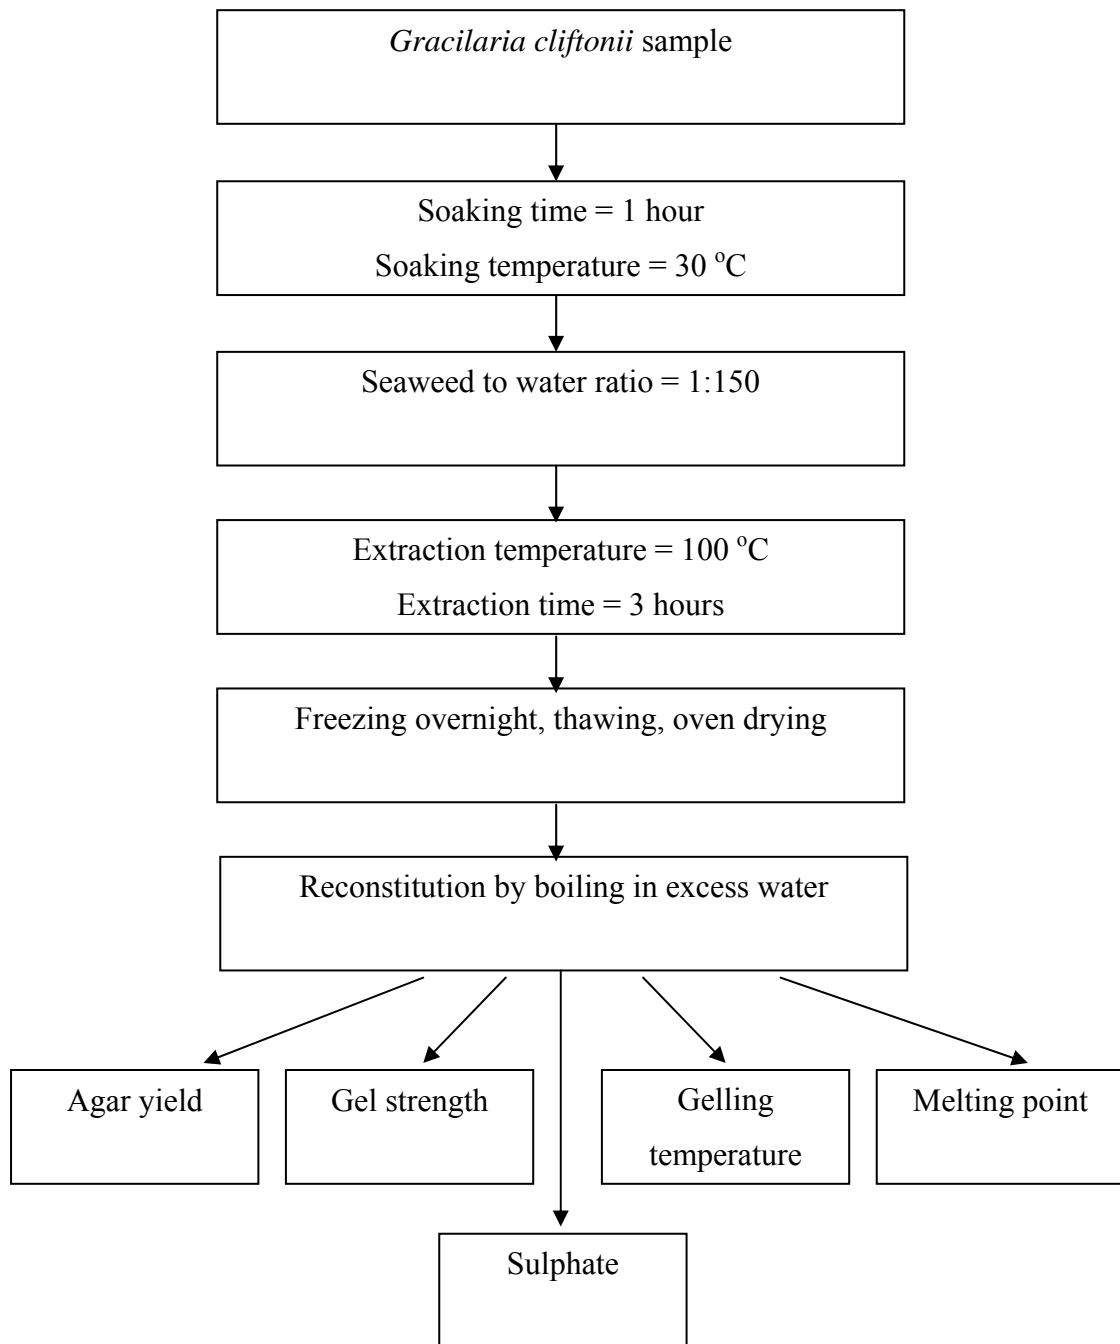 Gracilaria cliftonii sample
Soaking time = 1 hour
Soaking temperature = 30 °C
Seaweed to water ratio = 1:150
Extraction temperature = 100 °C
Extraction time = 3 hours
Freezing overnight, thawing, oven drying
Reconstitution by boiling in excess water
Agar yield
Gel strength
Gelling
temperature
Melting point
Sulphate